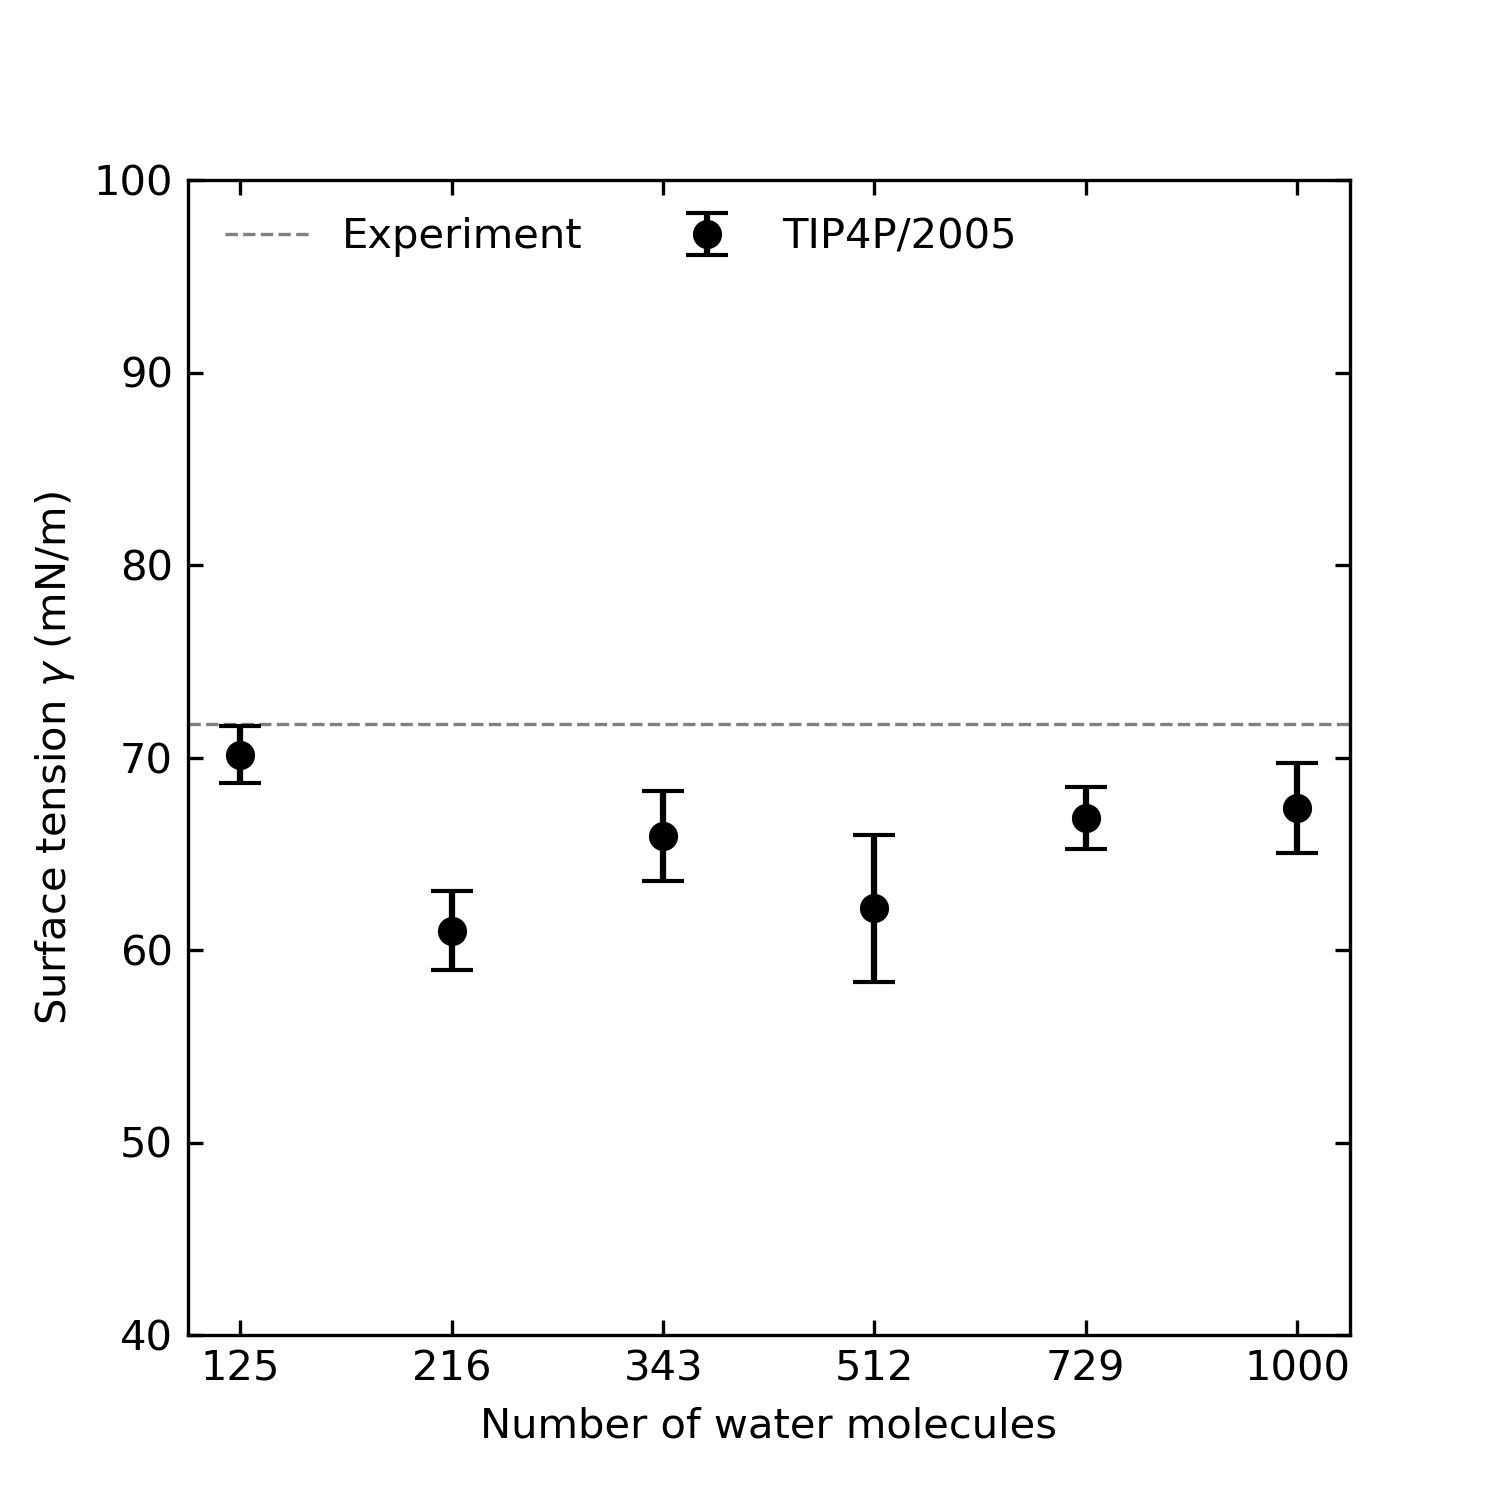 100
Experiment
TIP4P/2005
90
80
70
60
50
40
Surface tension γ (mN/m)
125 216 343 512 729 1000
Number of water molecules